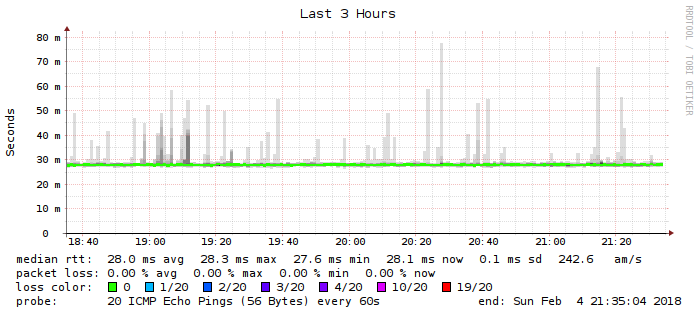 Last 3 Hours
RRDTOOL / TOBI OETIKER
Seconds
80 m
70 m
60 m
50 m
40 m
30 m
20 m
10 m
0
18:40 19:00 19:20 19:40 20:00 20:20 20:40 21:00 21:20
median rtt: 28.0 ms avg 28.3 ms max 27.6 ms min 28.1 ms now 0.1 ms sd 242.6 am/s
packet loss: 0.00 % avg 0.00 % max 0.00 % min 0.00 % now
loss color: 0 1/20 2/20 3/20 4/20 10/20 19/20
probe: 20 ICMP Echo Pings (56 Bytes) every 60s end: Sun Feb 4 21:35:04 2018